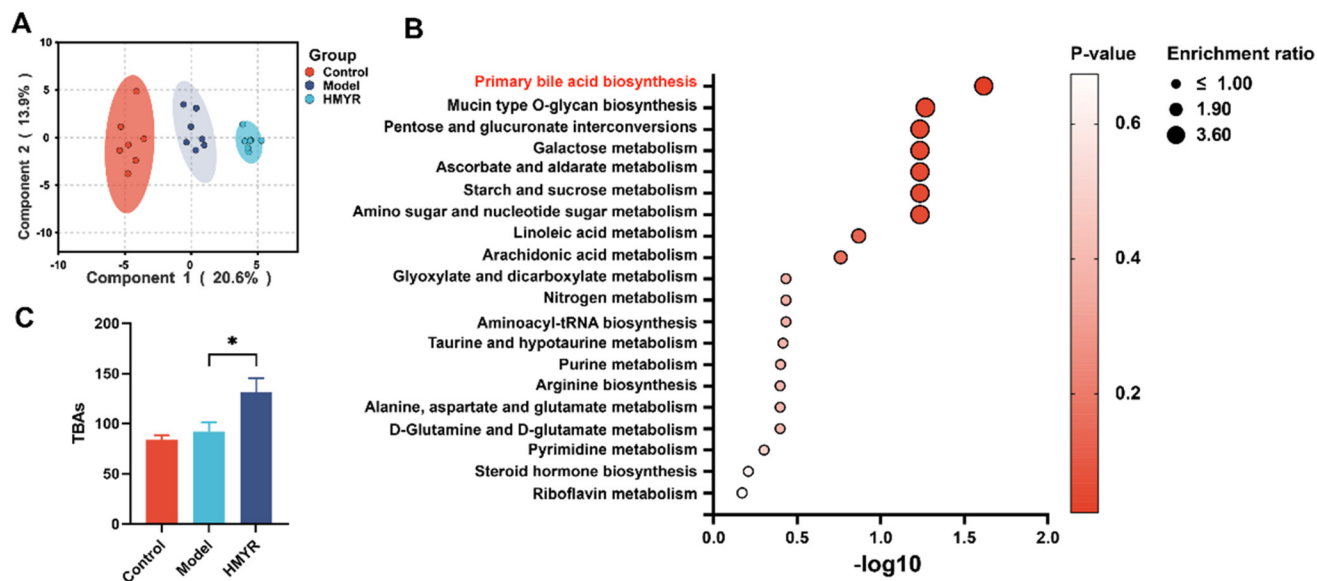 A
10
5
0
-5
-10
-10
-5
0
5
Component 2 ( 13.9%)
Component 1 ( 20.6%)
Group
Control
Model
HMYR
B
Primary bile acid biosynthesis
Mucin type O-glycan biosynthesis
Pentose and glucuronate interconversions
Galactose metabolism
Ascorbate and aldarate metabolism
Starch and sucrose metabolism
Amino sugar and nucleotide sugar metabolism
Linoleic acid metabolism
Arachidonic acid metabolism
Glyoxylate and dicarboxylate metabolism
Nitrogen metabolism
Aminoacyl-tRNA biosynthesis
Taurine and hypotaurine metabolism
Purine metabolism
Arginine biosynthesis
Alanine, aspartate and glutamate metabolism
D-Glutamine and D-glutamate metabolism
Pyrimidine metabolism
Steroid hormone biosynthesis
Riboflavin metabolism
0.0
0.5
1.0
1.5
2.0
-log10
P-value
0.6
0.4
0.2
Enrichment ratio
≤ 1.00
1.90
3.60
C
200
150
100
50
0
TBAs
*
Control
Model
HMYR